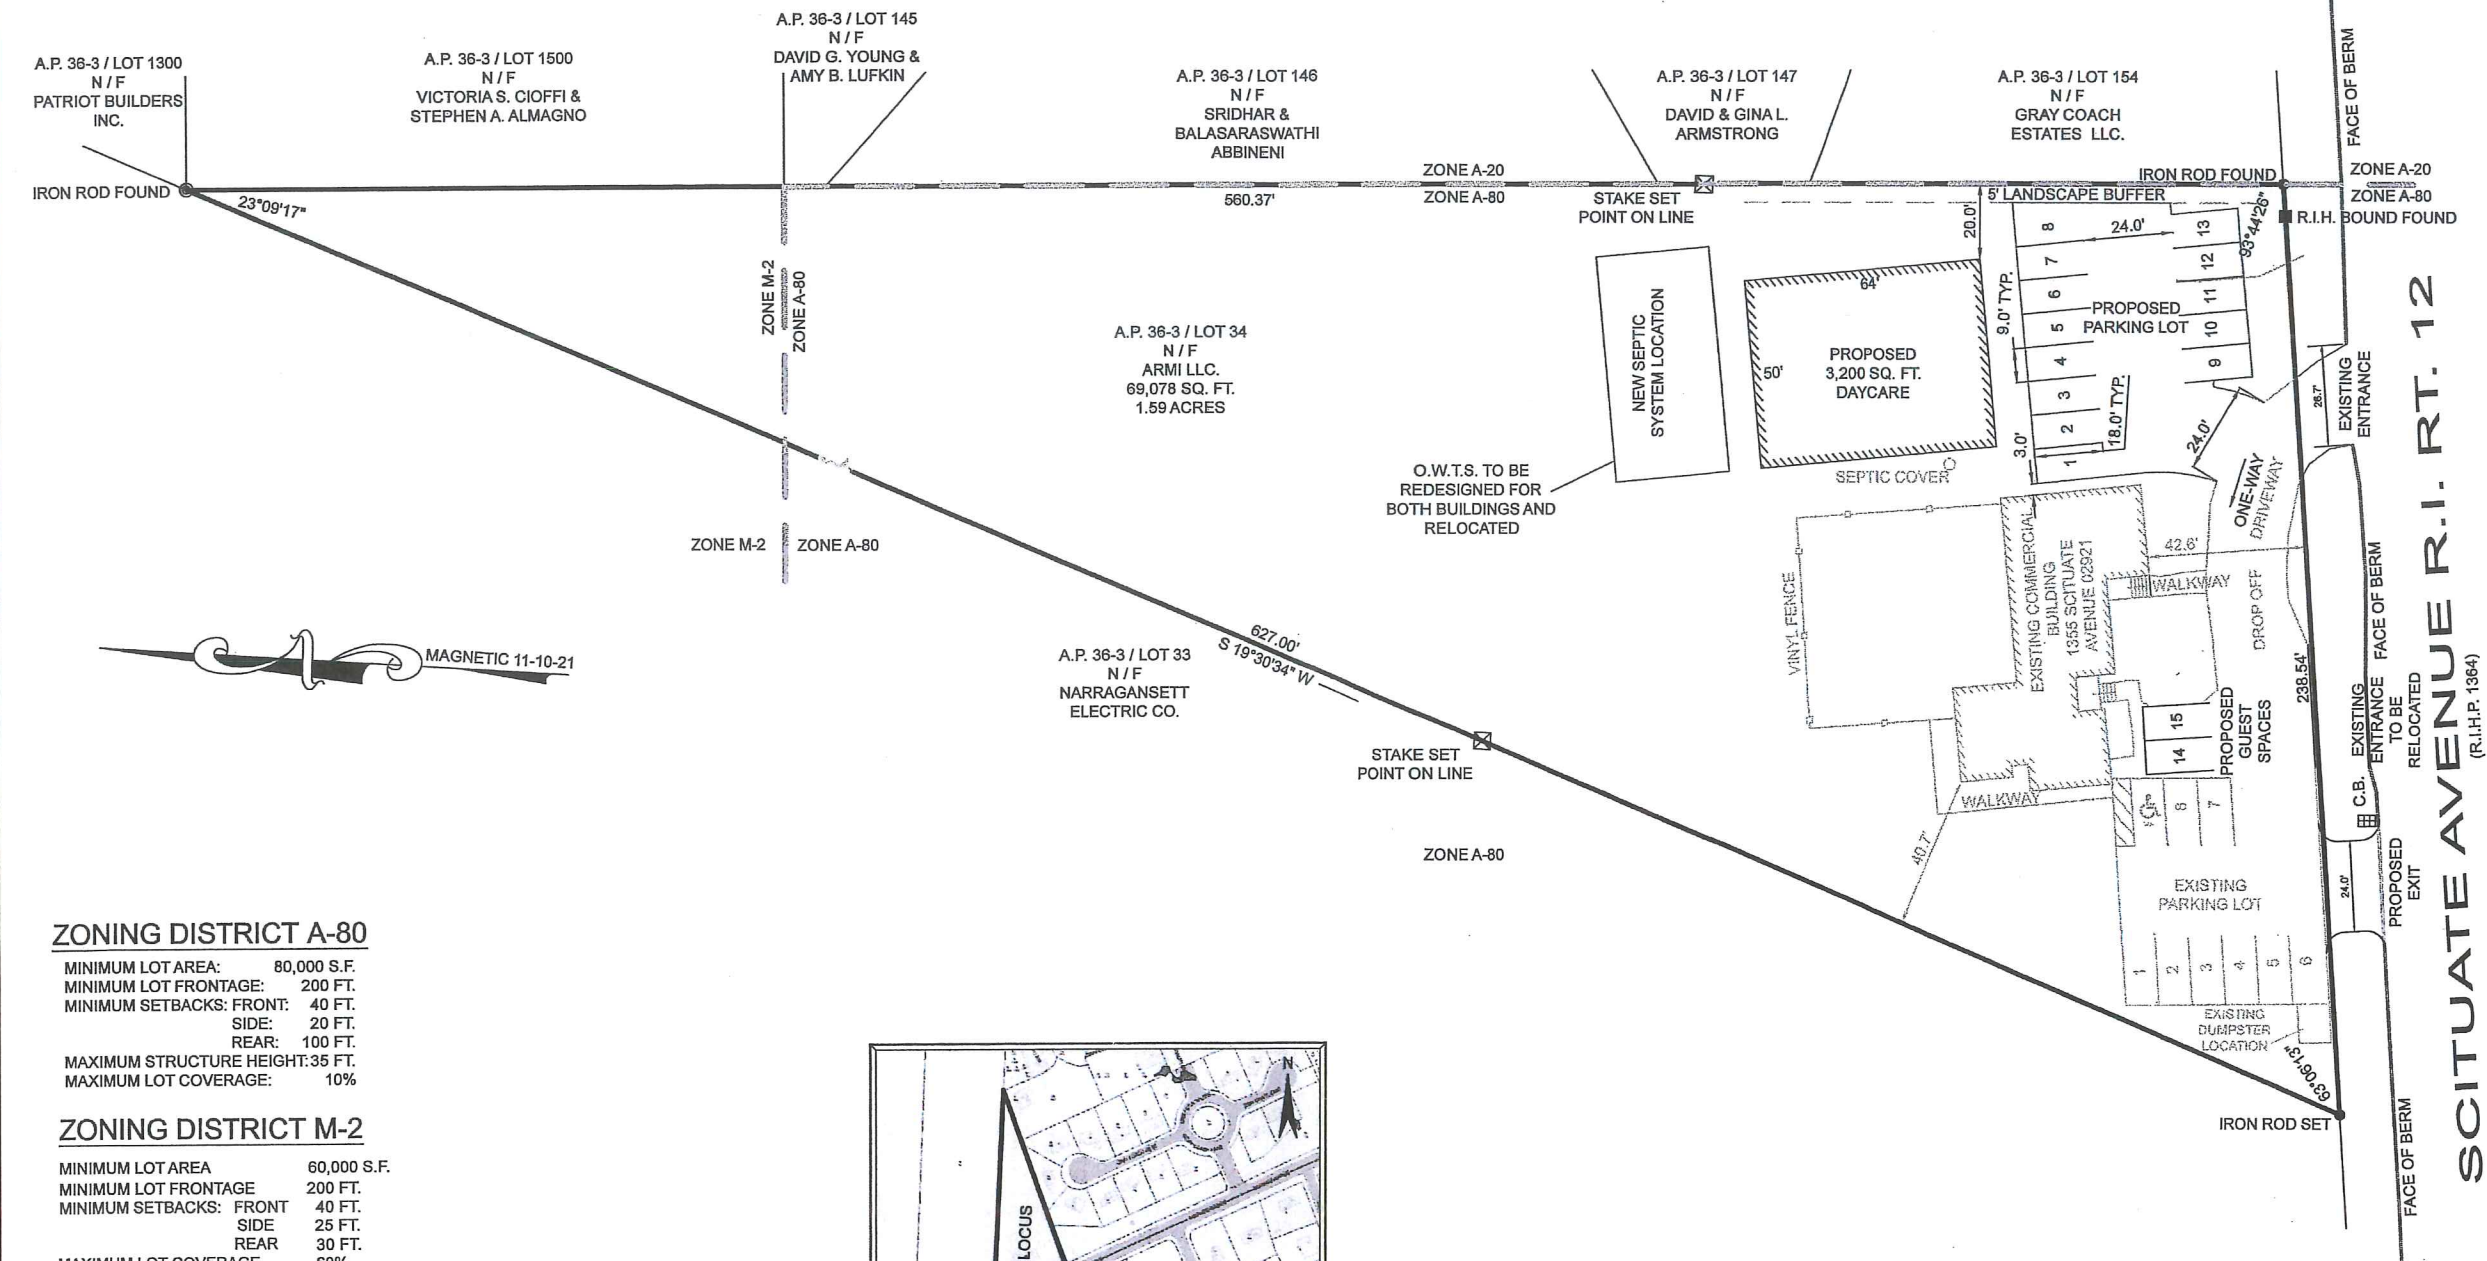 A.P. 36-3 / LOT 1300
N / F
PATRIOT BUILDERS
INC.
A.P. 36-3 / LOT 1500
N / F
VICTORIA S. CIOFFI &
STEPHEN A. ALMAGNO
A.P. 36-3 / LOT 145
N / F
DAVID G. YOUNG &
AMY B. LUFKIN
A.P. 36-3 / LOT 146
N / F
SRIDHAR &
BALASARASWATHI
ABBINENI
A.P. 36-3 / LOT 147
N / F
DAVID & GINA L.
ARMSTRONG
A.P. 36-3 / LOT 154
N / F
GRAY COACH
ESTATES LLC.
FACE OF BERM
IRON ROD FOUND
23°09'17"
ZONE A-20
560.37'
ZONE A-80
STAKE SET
POINT ON LINE
IRON ROD FOUND
5' LANDSCAPE BUFFER
ZONE A-20
ZONE A-80
R.I.H. BOUND FOUND
93°44'26"
20.0'
24.0'
8
7
6
5
4
3
2
1
13
12
11
10
9
9.0' TYP.
18.0' TYP.
3.0'
PROPOSED
PARKING LOT
ZONE M-2
ZONE A-80
A.P. 36-3 / LOT 34
N / F
ARMI LLC.
69,078 SQ. FT.
1.59 ACRES
NEW SEPTIC
SYSTEM LOCATION
64'
50'
PROPOSED
3,200 SQ. FT.
DAYCARE
SEPTIC COVER
O.W.T.S. TO BE
REDESIGNED FOR
BOTH BUILDINGS AND
RELOCATED
24.0'
26.7'
EXISTING
ENTRANCE
ONE-WAY
DRIVEWAY
42.6'
VINYL FENCE
EXISTING COMMERCIAL
BUILDING
1355 SCITUATE
AVENUE 02921
WALKWAY
DROP OFF
238.54'
FACE OF BERM
EXISTING
ENTRANCE
TO BE
RELOCATED
ZONE M-2
ZONE A-80
MAGNETIC 11-10-21
627.00'
S 19°30'34" W
A.P. 36-3 / LOT 33
N / F
NARRAGANSETT
ELECTRIC CO.
STAKE SET
POINT ON LINE
ZONE A-80
15
14
PROPOSED
GUEST
SPACES
WALKWAY
40.7'
8
7
C.B.
EXISTING
PARKING LOT
24.0'
PROPOSED
EXIT
1
2
3
4
5
6
EXISTING
DUMPSTER
LOCATION
63°06'13"
IRON ROD SET
FACE OF BERM
SCITUATE AVENUE R.I. RT. 12
(R.I.H.P. 1364)
ZONING DISTRICT A-80
MINIMUM LOT AREA: 80,000 S.F.
MINIMUM LOT FRONTAGE: 200 FT.
MINIMUM SETBACKS: FRONT: 40 FT.
SIDE: 20 FT.
REAR: 100 FT.
MAXIMUM STRUCTURE HEIGHT: 35 FT.
MAXIMUM LOT COVERAGE: 10%
ZONING DISTRICT M-2
MINIMUM LOT AREA 60,000 S.F.
MINIMUM LOT FRONTAGE 200 FT.
MINIMUM SETBACKS: FRONT 40 FT.
SIDE 25 FT.
REAR 30 FT.
MAXIMUM LOT COVERAGE 60%
N
LOCUS